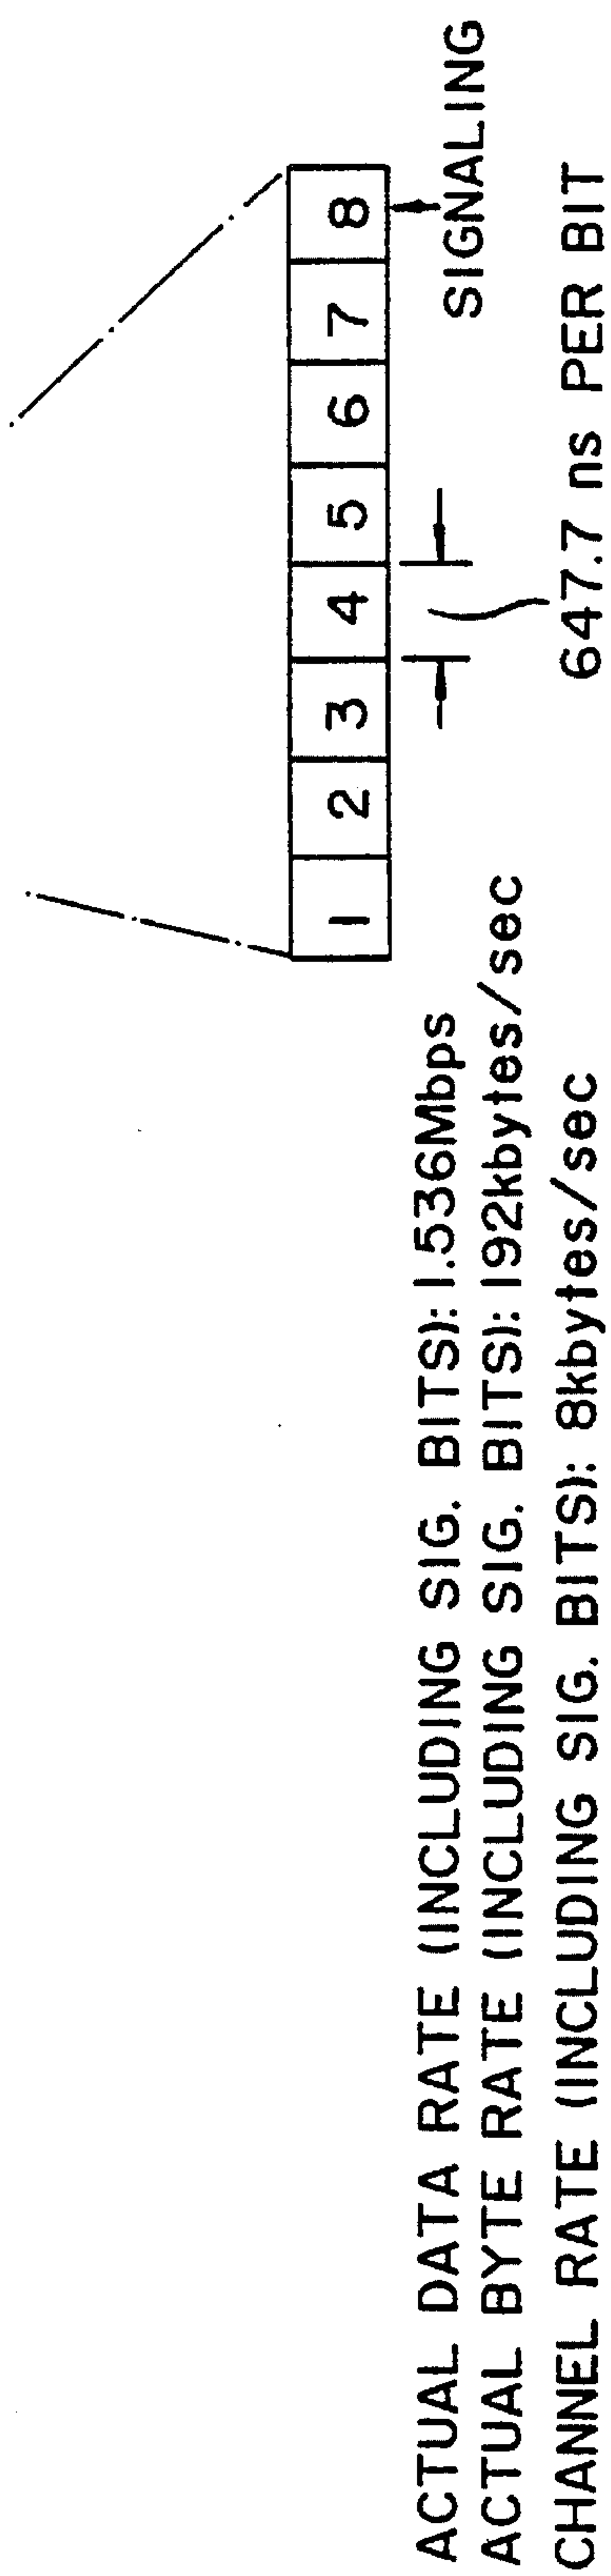 1 2 3 4 5 6 7 8
SIGNALING
647.7 ns PER BIT
ACTUAL DATA RATE (INCLUDING SIG. BITS): 1.536Mbps
ACTUAL BYTE RATE (INCLUDING SIG. BITS): 192kbytes/sec
CHANNEL RATE (INCLUDING SIG. BITS): 8kbytes/sec